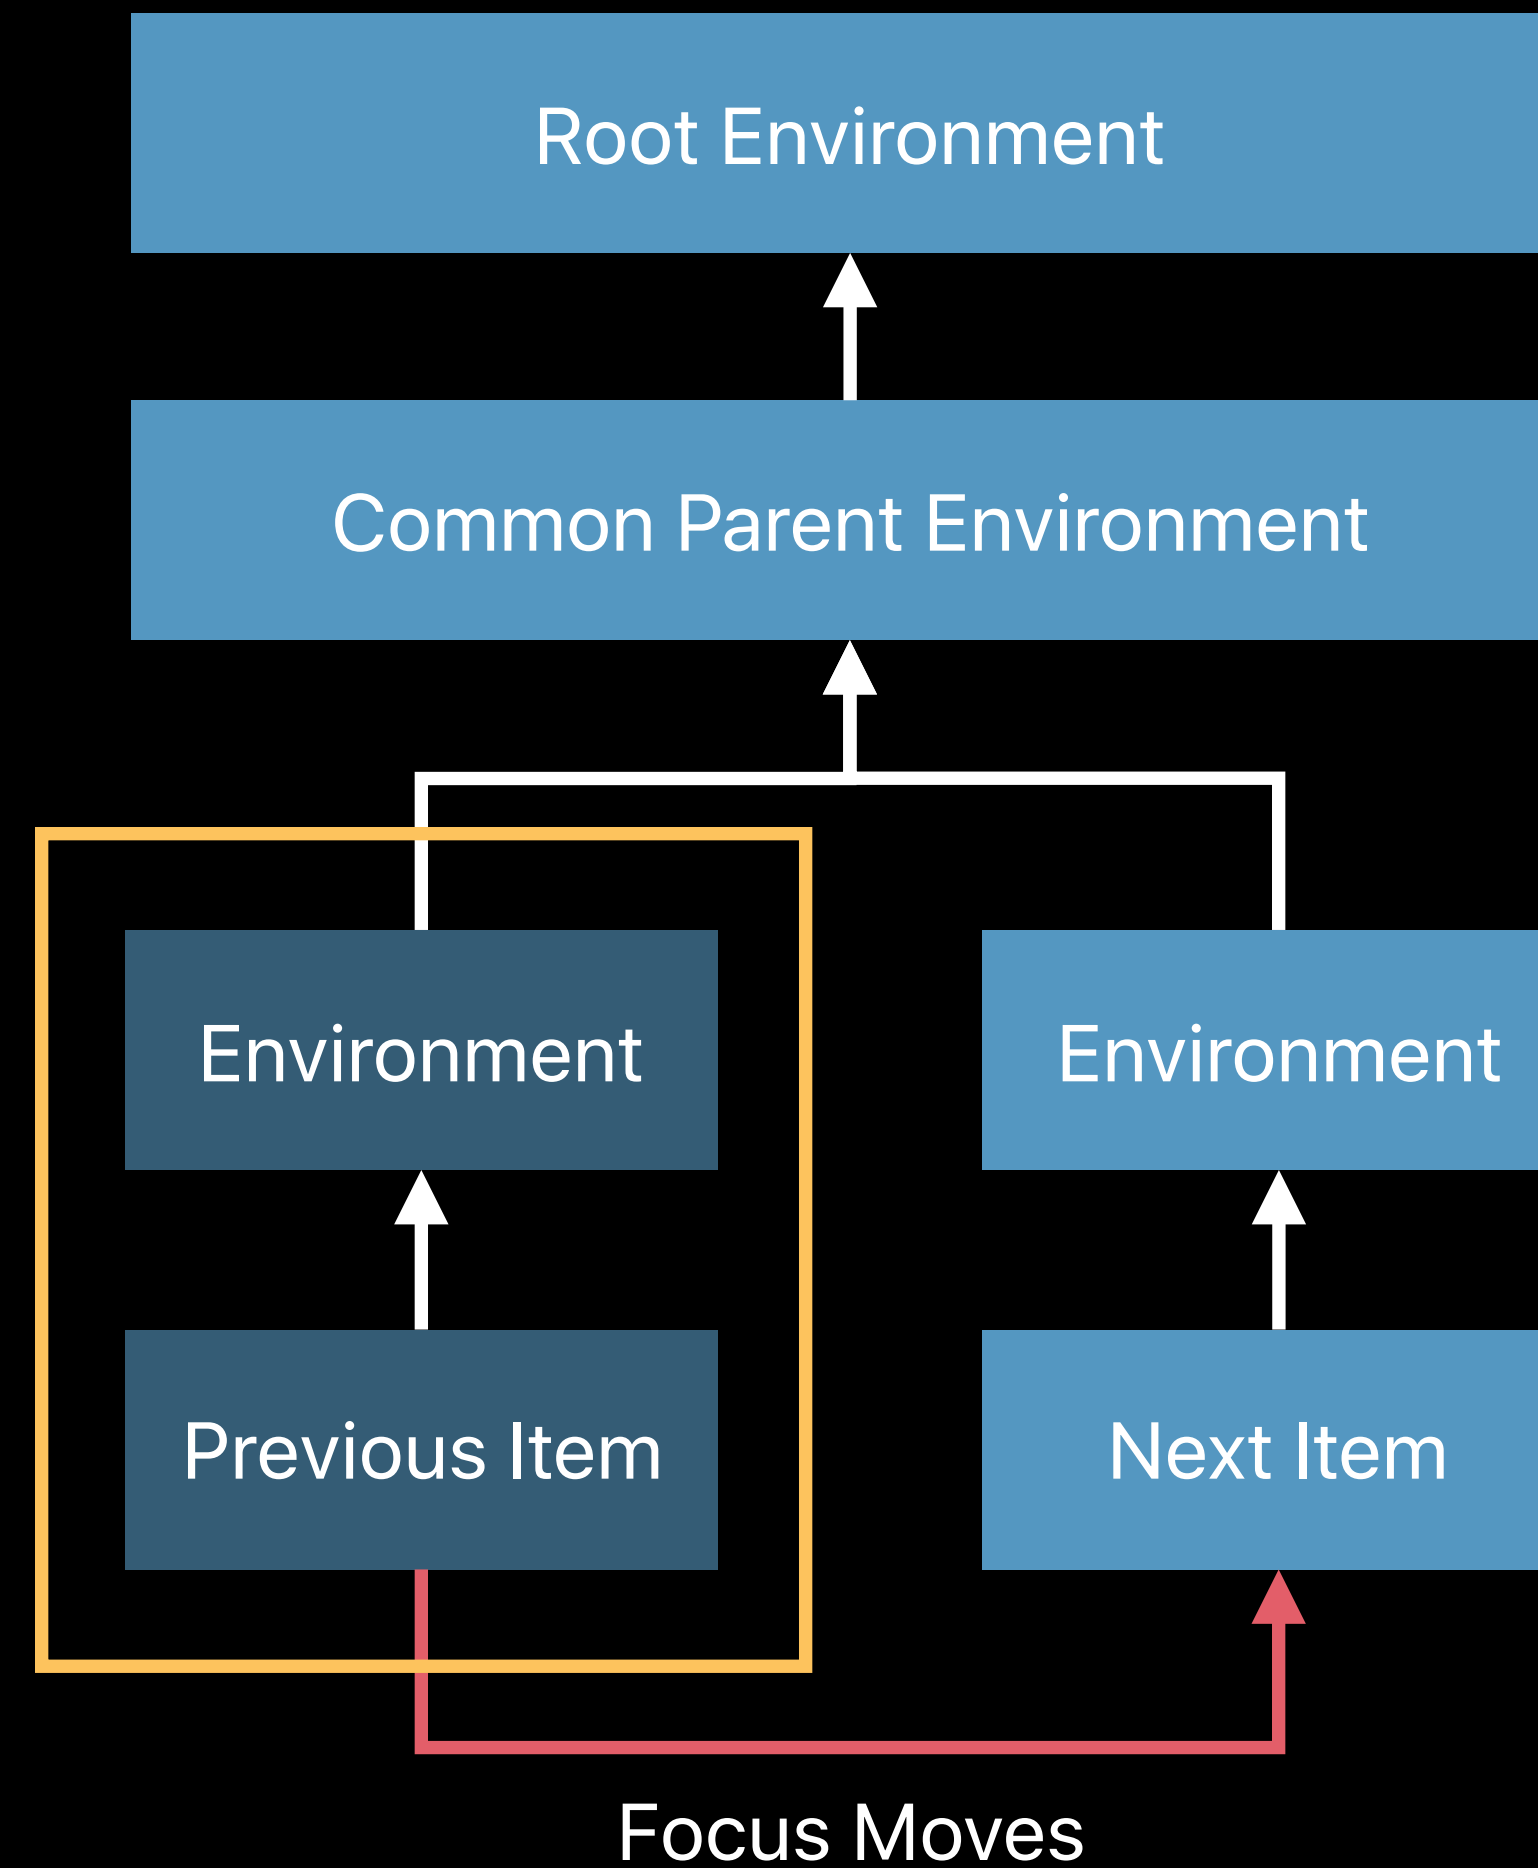 Root Environment
Common Parent Environment
Environment
Environment
Previous Item
Next Item
Focus Moves